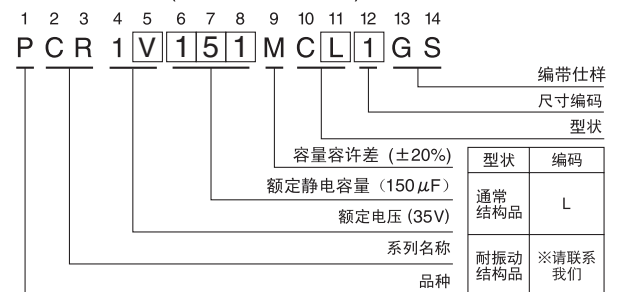 1 2 3 4 5 6 7 8 9 10 11 12 13 14
P C R 1 V 1 5 1 M C L 1 G S
编带仕样
尺寸编码
型状
容量容许差 (±20%)
额定静电容量（150μF）
额定电压 (35V)
系列名称
品种
型状 编码
通常
结构品
L
耐振动
结构品
※请联系
我们